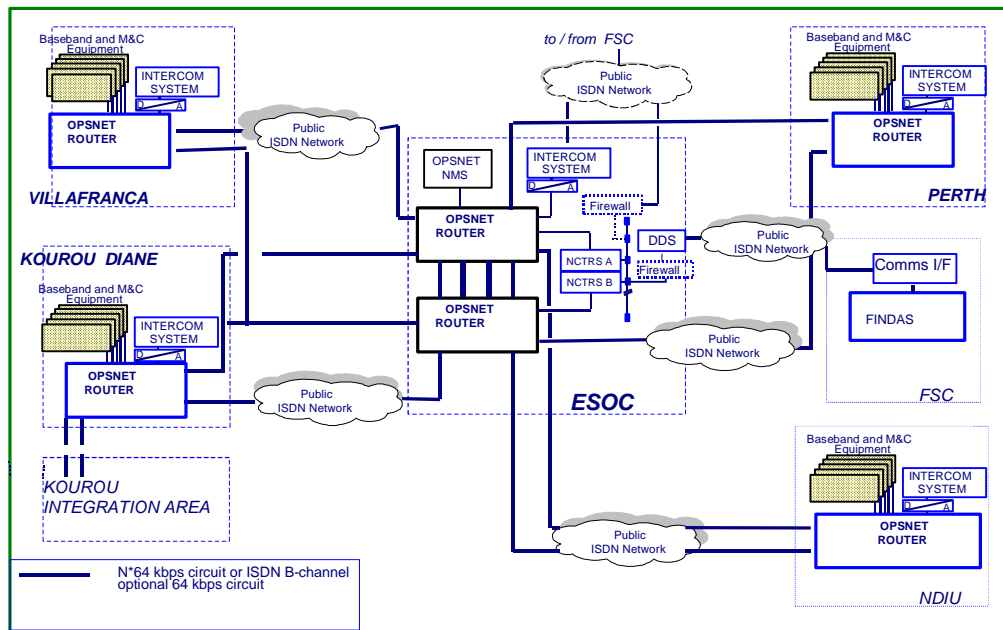 Baseband and M&C
Equipment
INTERCOM
SYSTEM
D
A
OPSNET
ROUTER
VILLAFRANCA
Public
ISDN Network
to / from FSC
Public
ISDN Network
OPSNET
NMS
INTERCOM
SYSTEM
D
A
OPSNET
ROUTER
Firewall
DDS
NCTRS A
Firewall
NCTRS B
OPSNET
ROUTER
ESOC
Baseband and M&C
Equipment
INTERCOM
SYSTEM
D
A
OPSNET
ROUTER
PERTH
Public
ISDN Network
Comms I/F
FINDAS
FSC
Public
ISDN Network
KOUROU DIANE
Baseband and M&C
Equipment
INTERCOM
SYSTEM
D
A
OPSNET
ROUTER
Public
ISDN Network
KOUROU
INTEGRATION AREA
Public
ISDN Network
Baseband and M&C
Equipment
INTERCOM
SYSTEM
D
A
OPSNET
ROUTER
NDIU
N*64 kbps circuit or ISDN B-channel
optional 64 kbps circuit